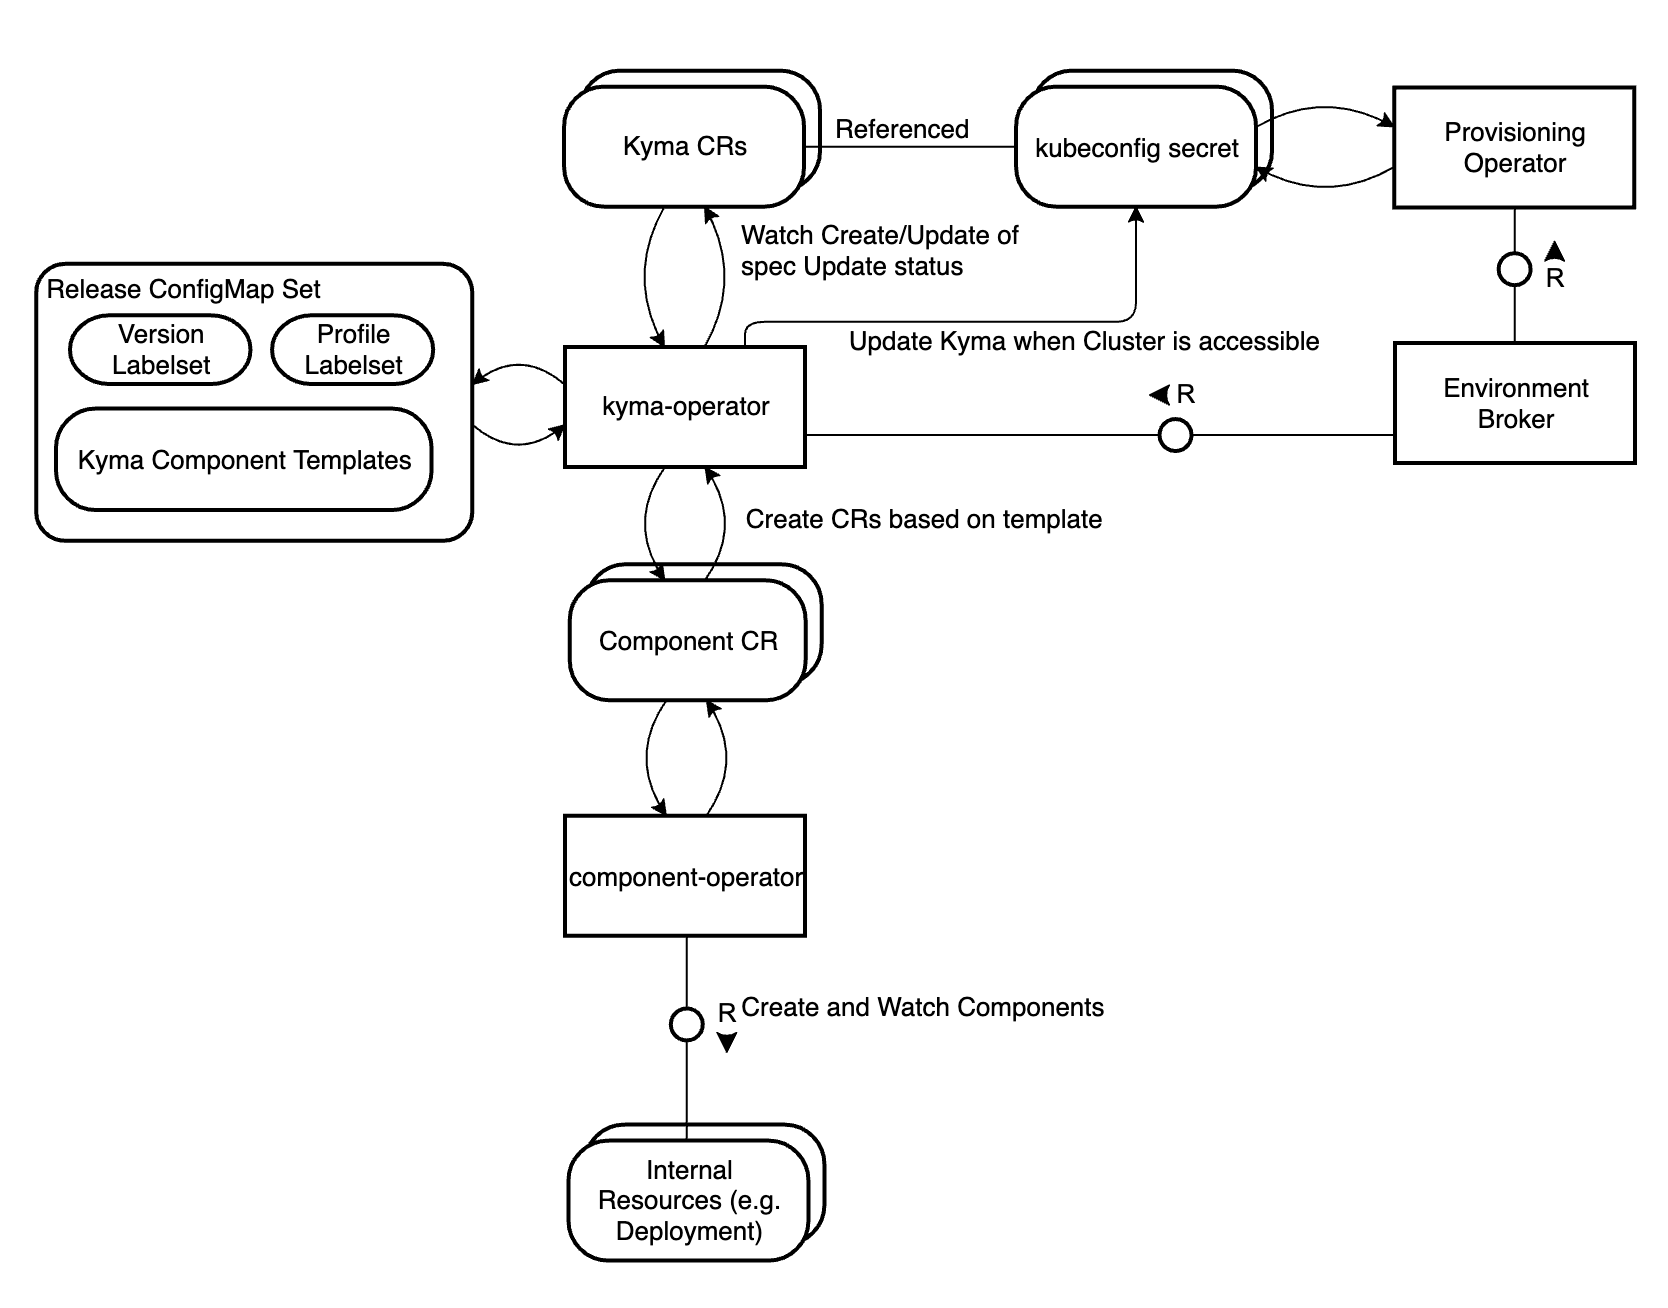 Kyma CRs
Referenced
kubeconfig secret
Provisioning
Operator
Watch Create/Update of
spec Update status
R
Release ConfigMap Set
Version
Labelset
Profile
Labelset
Kyma Component Templates
kyma-operator
Update Kyma when Cluster is accessible
R
Environment
Broker
Create CRs based on template
Component CR
component-operator
R
Create and Watch Components
Internal
Resources (e.g.
Deployment)